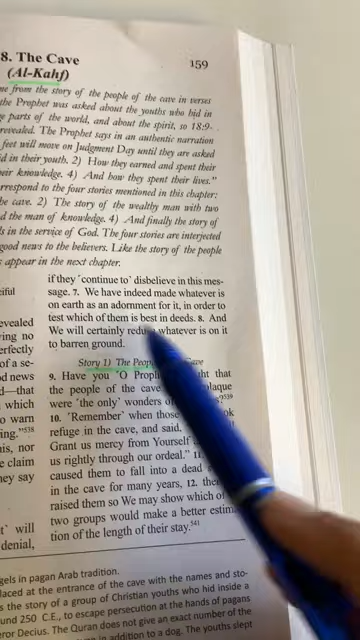 8. The Cave
159
(Al-Kahf)
me from the story of the people of the cave in verses
the Prophet was asked about the youths who hid in
parts of the world, and about the spirit, so 18:9-
revealed. The Prophet says in an authentic narration
feet will move on Judgment Day until they are asked
id in their youth. 2) How they earned and spent their
eir knowledge. 4) And how they spent their lives."
rrespond to the four stories mentioned in this chapter:
he cave. 2) The story of the wealthy man with two
d the man of knowledge. 4) And finally the story of
ls in the service of God. The four stories are interjected
good news to the believers. Like the story of the people
s appear in the next chapter.
if they ˹continue to˺ disbelieve in this mes-
sage. 7. We have indeed made whatever is
on earth as an adornment for it, in order to
test which of them is best in deeds. 8. And
We will certainly reduce whatever is on it
to barren ground.
Story 1) The Peop Cave
9. Have you ˹O Proph ht that
the people of the cave plaque
were ˹the only˺ wonders 539
10. ˹Remember˺ when those ok
refuge in the cave, and said,
Grant us mercy from Yourself
us rightly through our ordeal." 11.
caused them to fall into a dead
in the cave for many years, 12. the
raised them so We may show which of
two groups would make a better estima-
tion of the length of their stay.541
evealed
ving no
erfectly
of a se-
d news
d—that
which
o warn
ing."538
is, nor
e claim
ey say
t˺ will
denial,
gels in pagan Arab tradition.
laced at the entrance of the cave with the names and sto-
s the story of a group of Christian youths who hid inside a
und 250 C.E., to escape persecution at the hands of pagans
eror Decius. The Quran does not give an exact number of the
in addition to a dog. The youths slept